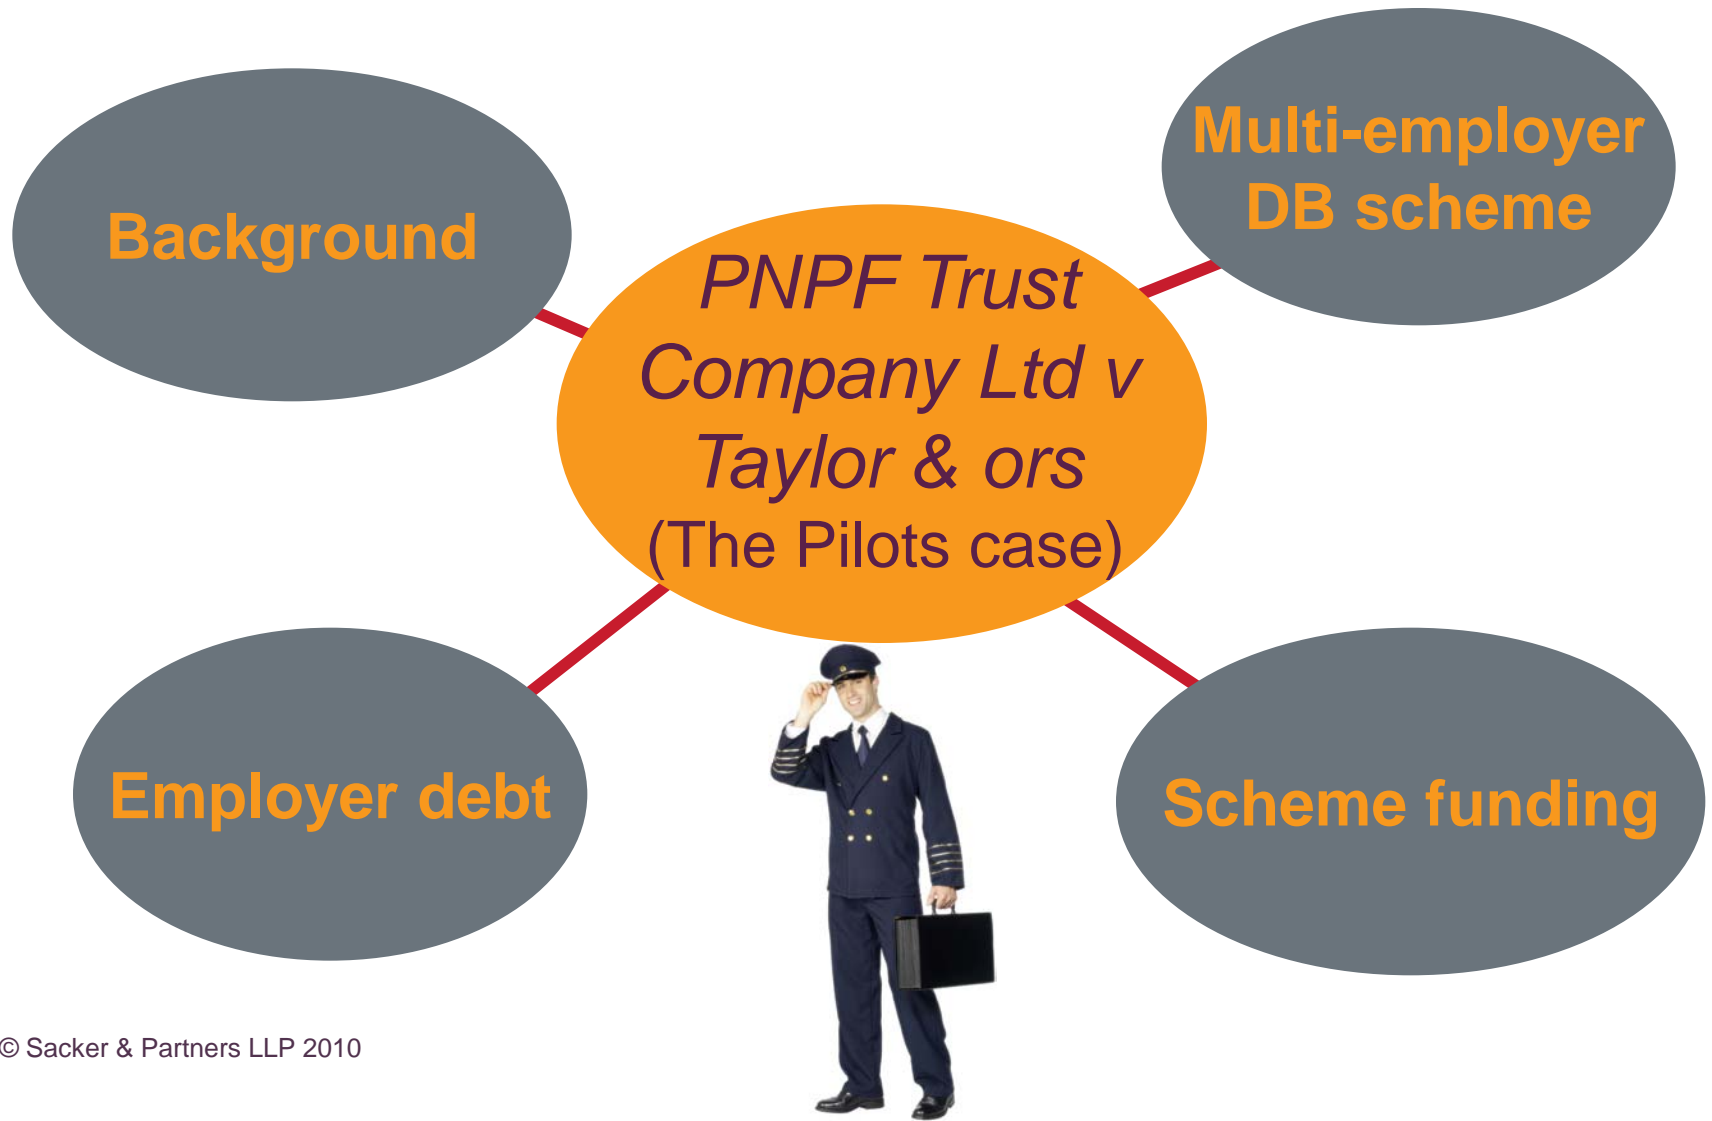 Background
Multi-employer
DB scheme
PNPF Trust
Company Ltd v
Taylor & ors
(The Pilots case)
Employer debt
Scheme funding
© Sacker & Partners LLP 2010